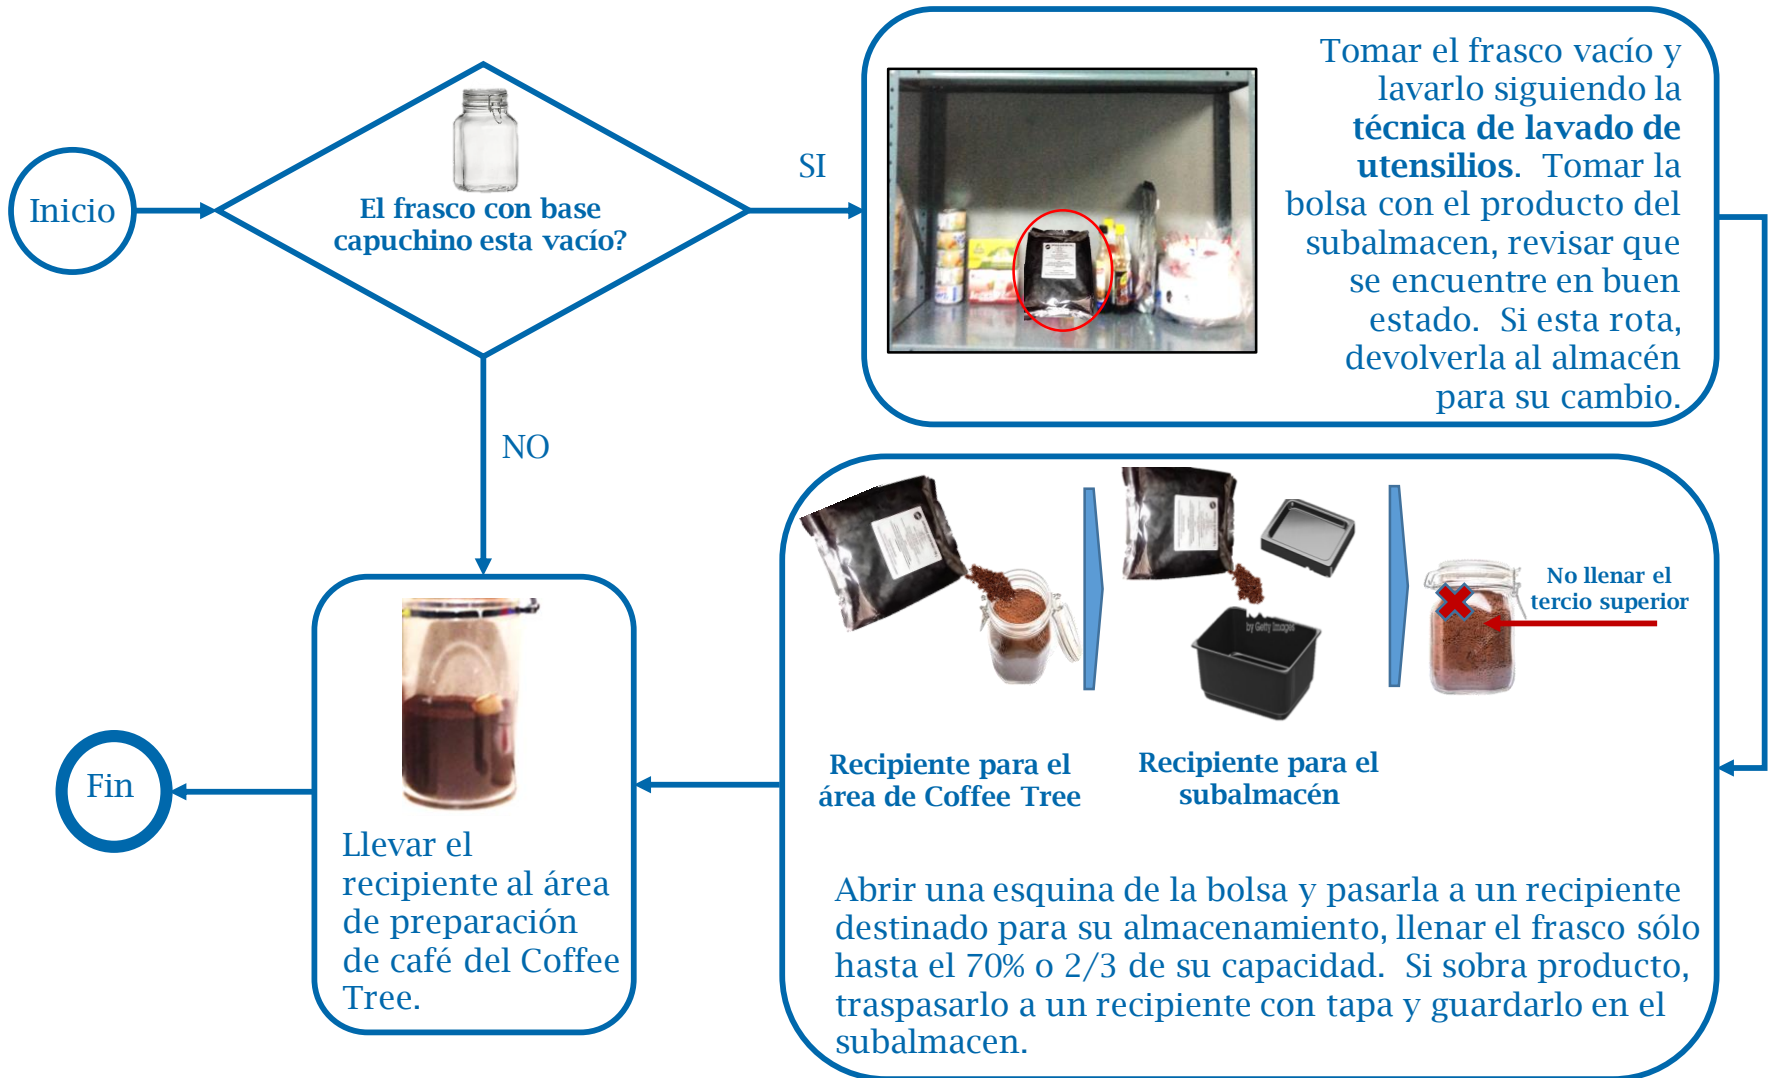 Inicio
El frasco con base
capuchino esta vacío?
SI
NO
Tomar el frasco vacío y
lavarlo siguiendo la
técnica de lavado de
utensilios. Tomar la
bolsa con el producto del
subalmacen, revisar que
se encuentre en buen
estado. Si esta rota,
devolverla al almacén
para su cambio.
by Getty Images
No llenar el
tercio superior
Recipiente para el
área de Coffee Tree
Recipiente para el
subalmacén
Abrir una esquina de la bolsa y pasarla a un recipiente
destinado para su almacenamiento, llenar el frasco sólo
hasta el 70% o 2/3 de su capacidad. Si sobra producto,
traspasarlo a un recipiente con tapa y guardarlo en el
subalmacen.
Llevar el
recipiente al área
de preparación
de café del Coffee
Tree.
Fin